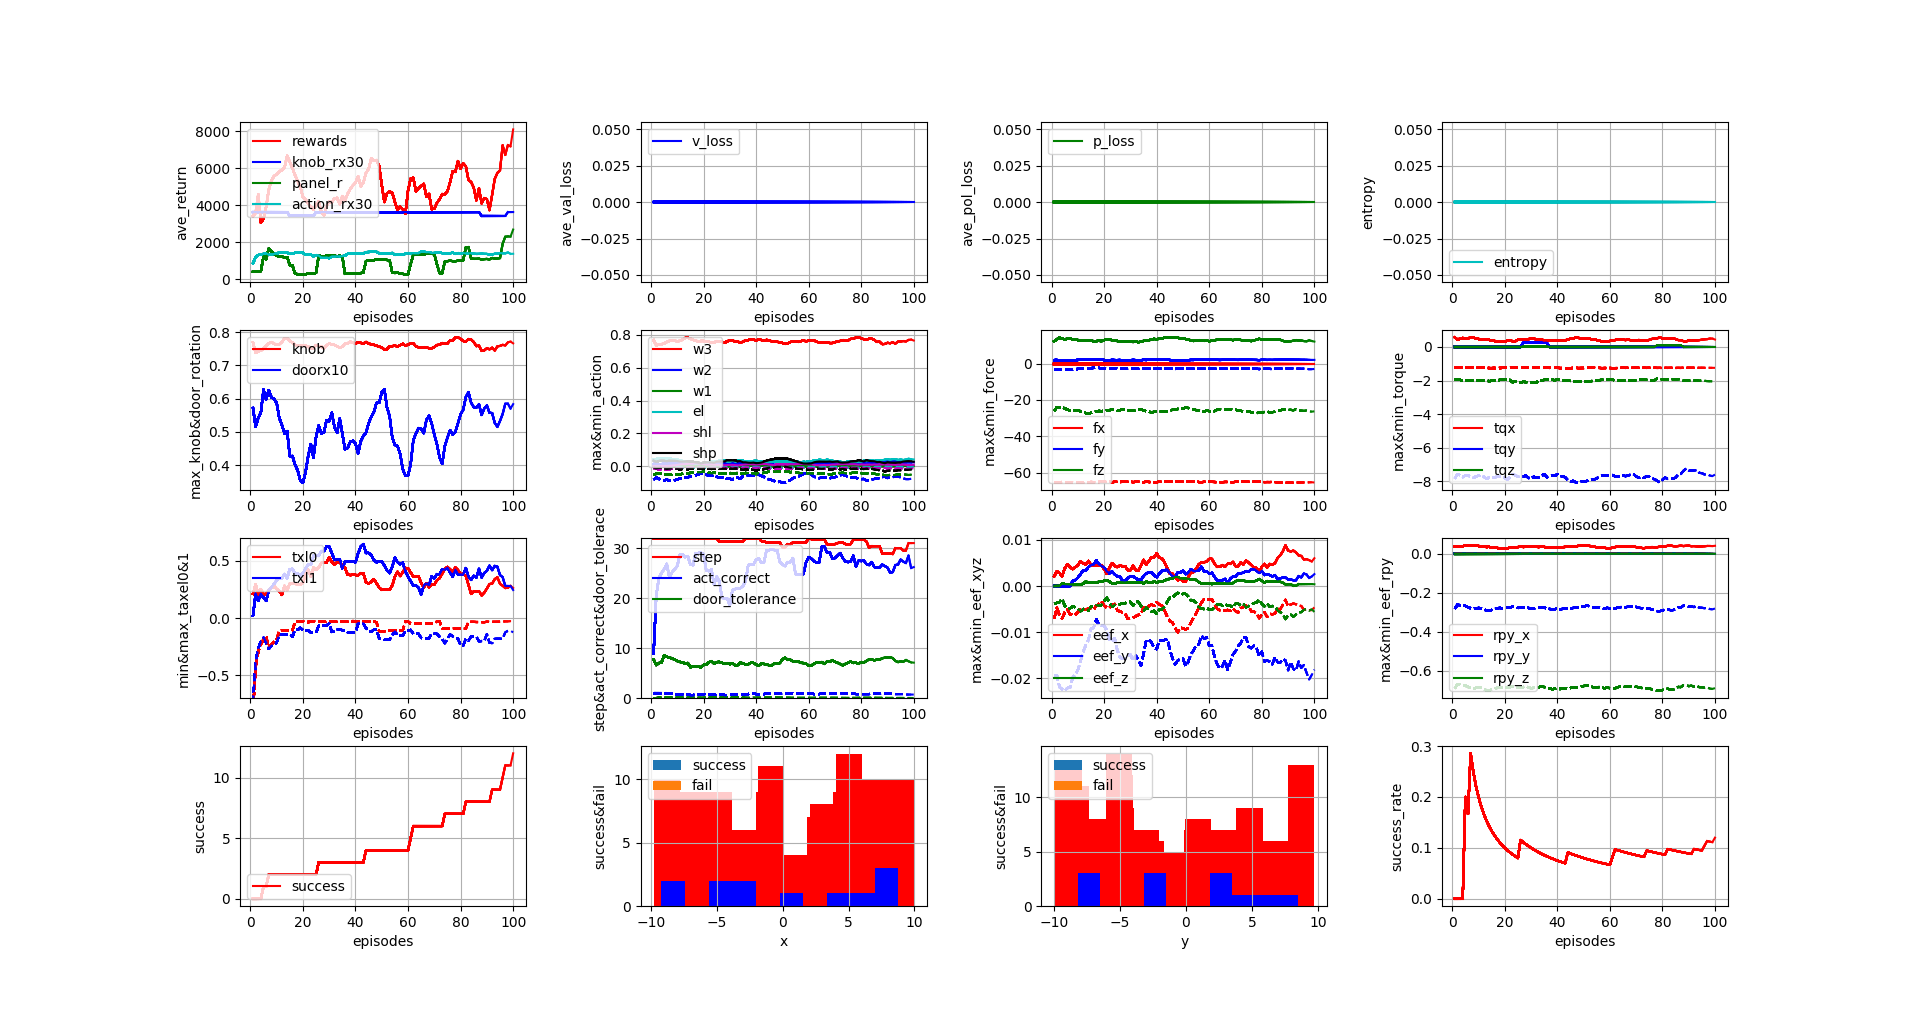 ave_return
8000
6000
4000
2000
0
rewards
knob_rx30
panel_r
action_rx30
0 20 40 60 80 100
episodes
ave_val_loss
0.050
0.025
0.000
−0.025
−0.050
v_loss
0 20 40 60 80 100
episodes
ave_pol_loss
0.050
0.025
0.000
−0.025
−0.050
p_loss
0 20 40 60 80 100
episodes
entropy
0.050
0.025
0.000
−0.025
−0.050
entropy
0 20 40 60 80 100
episodes
max_knob&door_rotation
0.8
0.7
0.6
0.5
0.4
knob
doorx10
0 20 40 60 80 100
episodes
max&min_action
0.8
0.6
0.4
0.2
0.0
w3
w2
w1
el
shl
shp
0 20 40 60 80 100
episodes
max&min_force
0
−20
−40
−60
fx
fy
fz
0 20 40 60 80 100
episodes
max&min_torque
0
−2
−4
−6
−8
tqx
tqy
tqz
0 20 40 60 80 100
episodes
min&max_taxel0&1
0.5
0.0
−0.5
txl0
txl1
0 20 40 60 80 100
episodes
step&act_correct&door_tolerace
30
20
10
0
step
act_correct
door_tolerance
0 20 40 60 80 100
episodes
max&min_eef_xyz
0.01
0.00
−0.01
−0.02
eef_x
eef_y
eef_z
0 20 40 60 80 100
episodes
max&min_eef_rpy
0.0
−0.2
−0.4
−0.6
rpy_x
rpy_y
rpy_z
0 20 40 60 80 100
episodes
success
10
5
0
success
0 20 40 60 80 100
episodes
success&fail
10
5
0
success
fail
−10 −5 0 5 10
x
success&fail
10
5
0
success
fail
−10 −5 0 5 10
y
success_rate
0.3
0.2
0.1
0.0
0 20 40 60 80 100
episodes